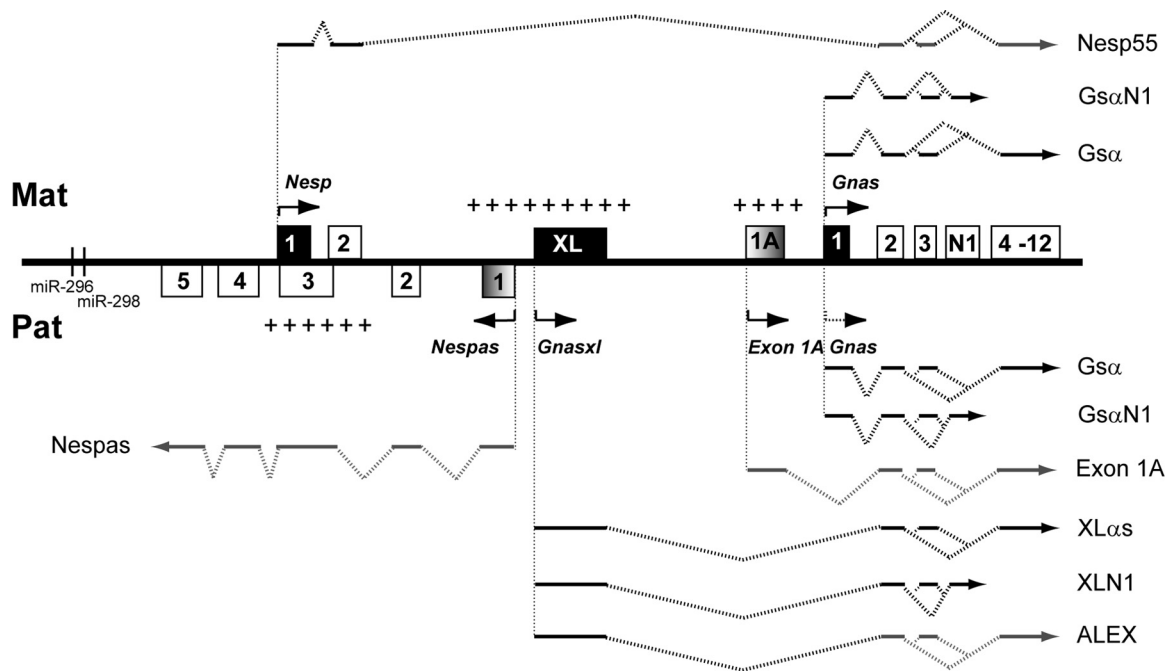 Nesp55
GsαN1
Gsα
Mat
Nesp
+ + + + + + + + +
+ + + +
Gnas
1 2 XL 1A 1 2 3 N1 4 -12
miR-296
miR-298
5 4 3 2 1
Pat
+ + + + + +
Nespas
Gnasxl
Exon 1A
Gnas
Gsα
GsαN1
Nespas
Exon 1A
XLαs
XLN1
ALEX